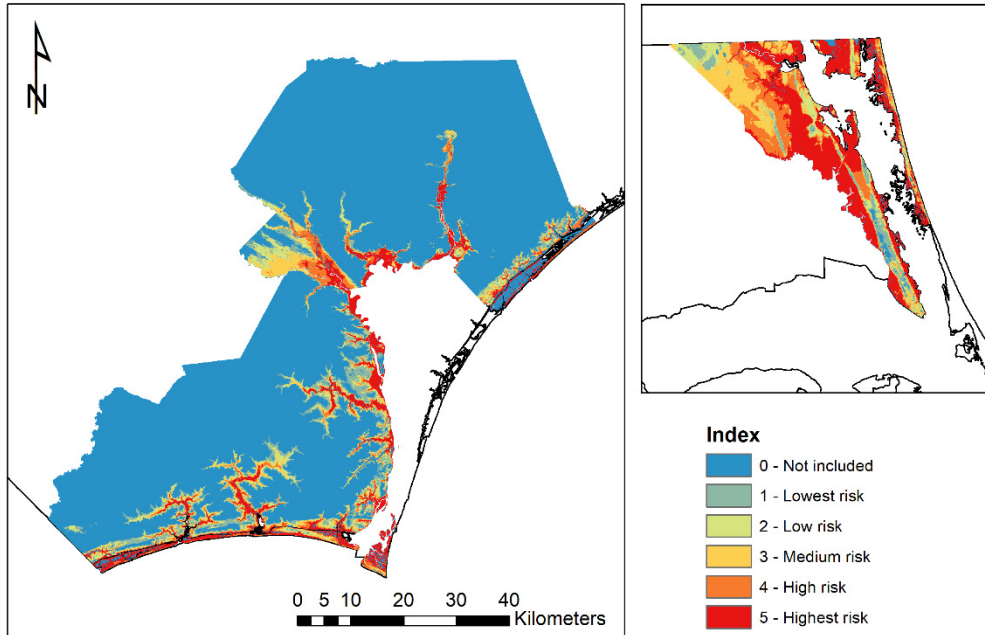 N
0 5 10 20 30 40
Kilometers
Index
0 - Not included
1 - Lowest risk
2 - Low risk
3 - Medium risk
4 - High risk
5 - Highest risk